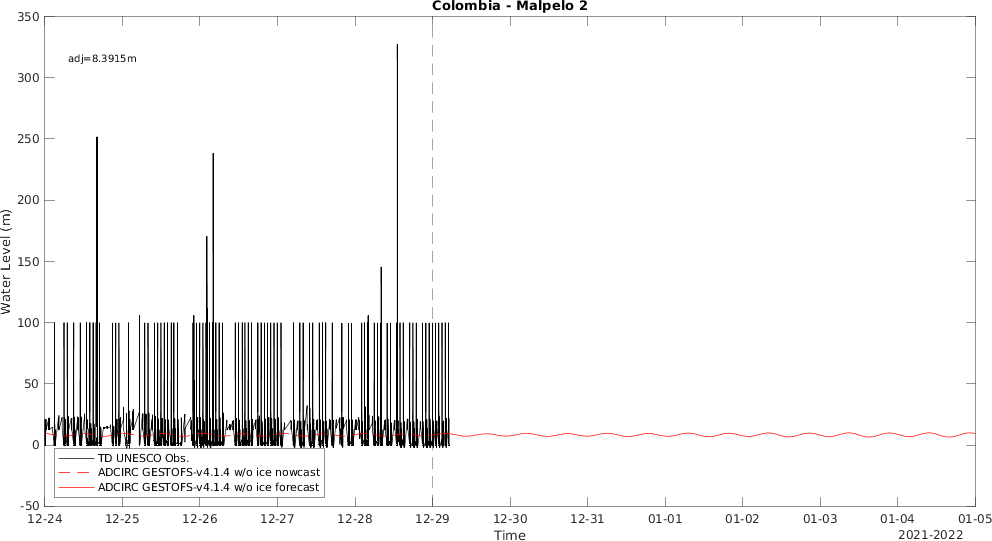 Colombia - Malpelo 2
adj=8.3915m
350
300
250
200
150
100
50
0
-50
Water Level (m)
TD UNESCO Obs.
ADCIRC GESTOFS-v4.1.4 w/o ice nowcast
ADCIRC GESTOFS-v4.1.4 w/o ice forecast
12-24 12-25 12-26 12-27 12-28 12-29 12-30 12-31 01-01 01-02 01-03 01-04 01-05
Time
2021-2022